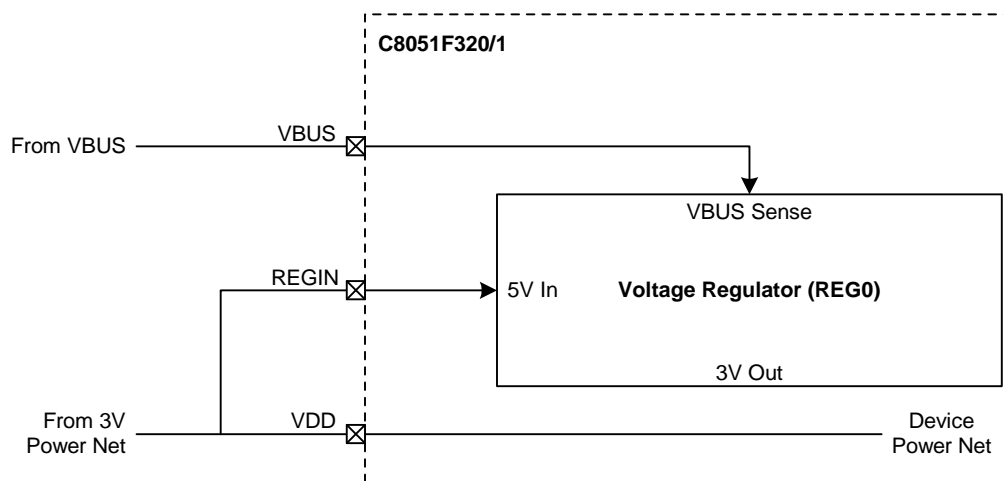 C8051F320/1
From VBUS
VBUS
VBUS Sense
REGIN
5V In
Voltage Regulator (REG0)
3V Out
From 3V
Power Net
VDD
Device
Power Net